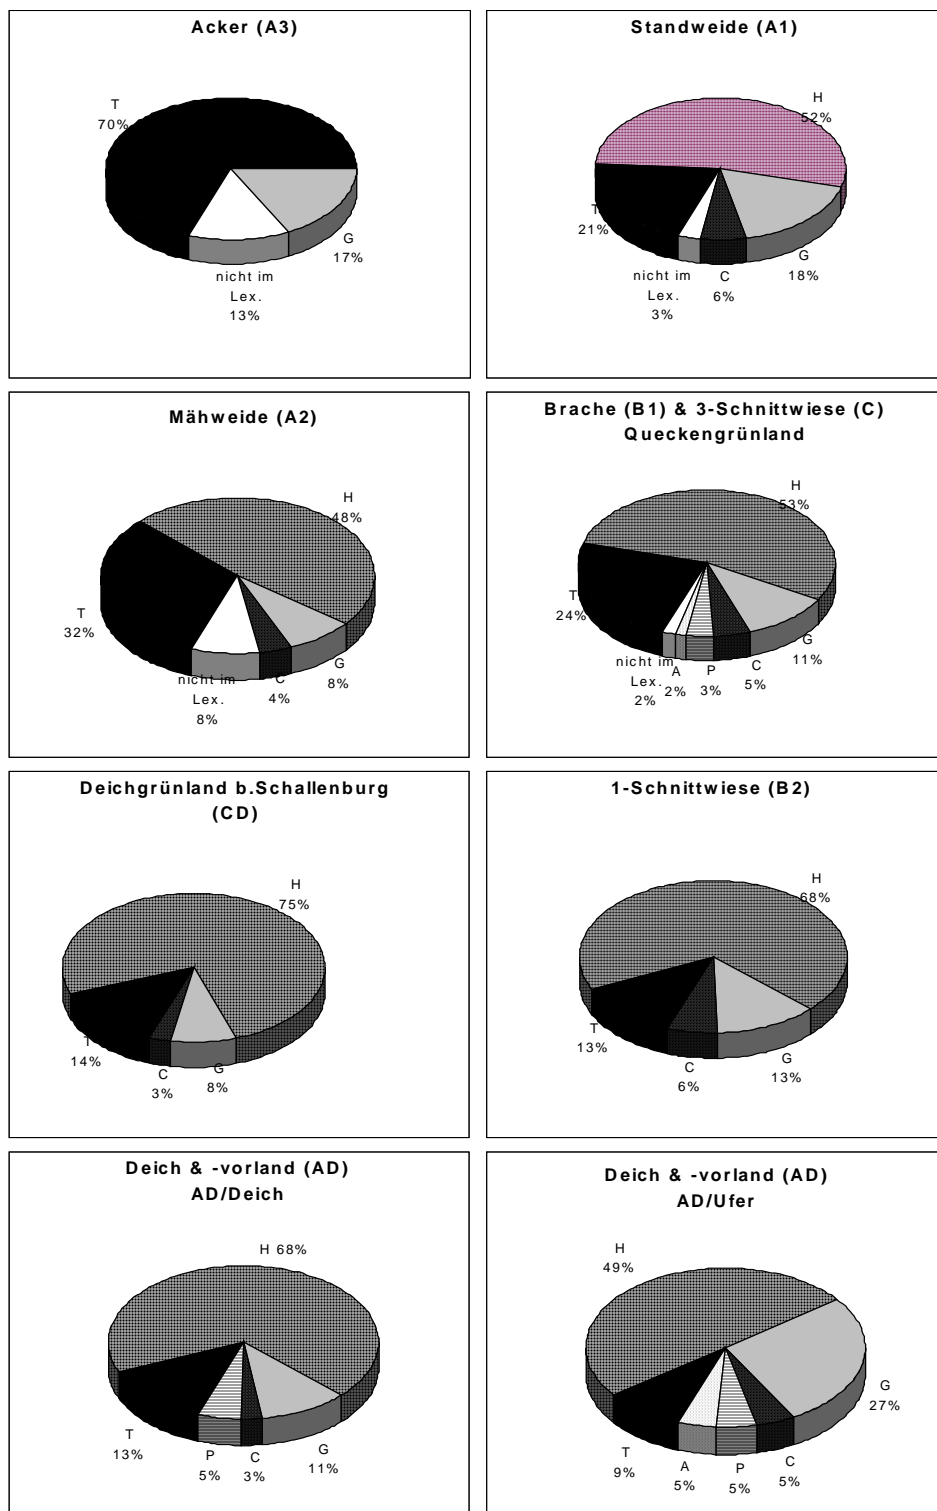 Acker (A3)
T
70%
G
17%
nicht im
Lex.
13%
Standweide (A1)
H
52%
T
21%
nicht im
Lex.
3%
C
6%
G
18%
Mähweide (A2)
H
48%
T
32%
nicht im
Lex.
8%
C
4%
G
8%
Brache (B1) & 3-Schnittwiese (C)
Queckengrünland
H
53%
T
24%
nicht im
Lex.
2%
A
2%
P
3%
C
5%
G
11%
Deichgrünland b.Schallenburg
(CD)
H
75%
T
14%
C
3%
G
8%
1-Schnittwiese (B2)
H
68%
T
13%
C
6%
G
13%
Deich & -vorland (AD)
AD/Deich
H 68%
T
13%
P
5%
C
3%
G
11%
Deich & -vorland (AD)
AD/Ufer
H
49%
T
9%
A
5%
P
5%
C
5%
G
27%